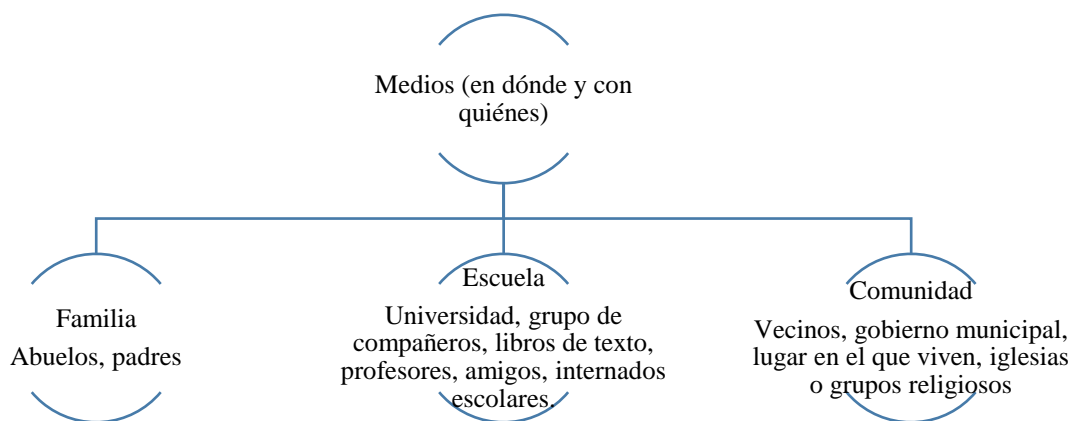 Medios (en dónde y con
quiénes)
Familia
Abuelos, padres
Escuela
Universidad, grupo de
compañeros, libros de texto,
profesores, amigos, internados
escolares.
Comunidad
Vecinos, gobierno municipal,
lugar en el que viven, iglesias
o grupos religiosos